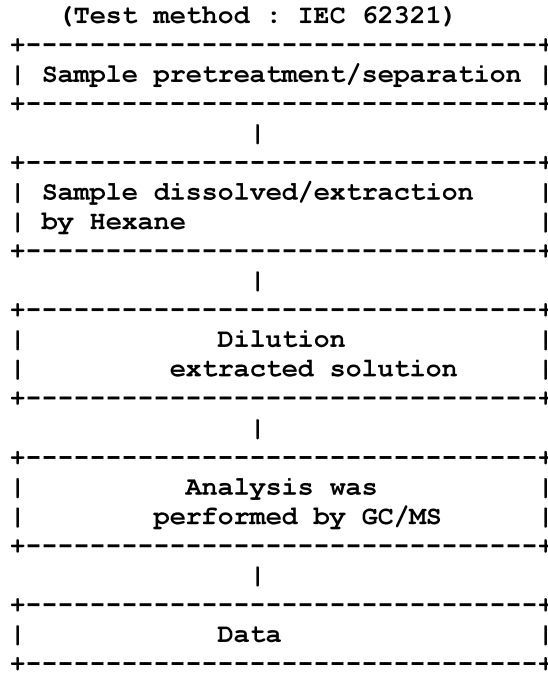 (Test method : IEC 62321)
Sample pretreatment/separation
Sample dissolved/extraction
by Hexane
Dilution
extracted solution
Analysis was
performed by GC/MS
Data